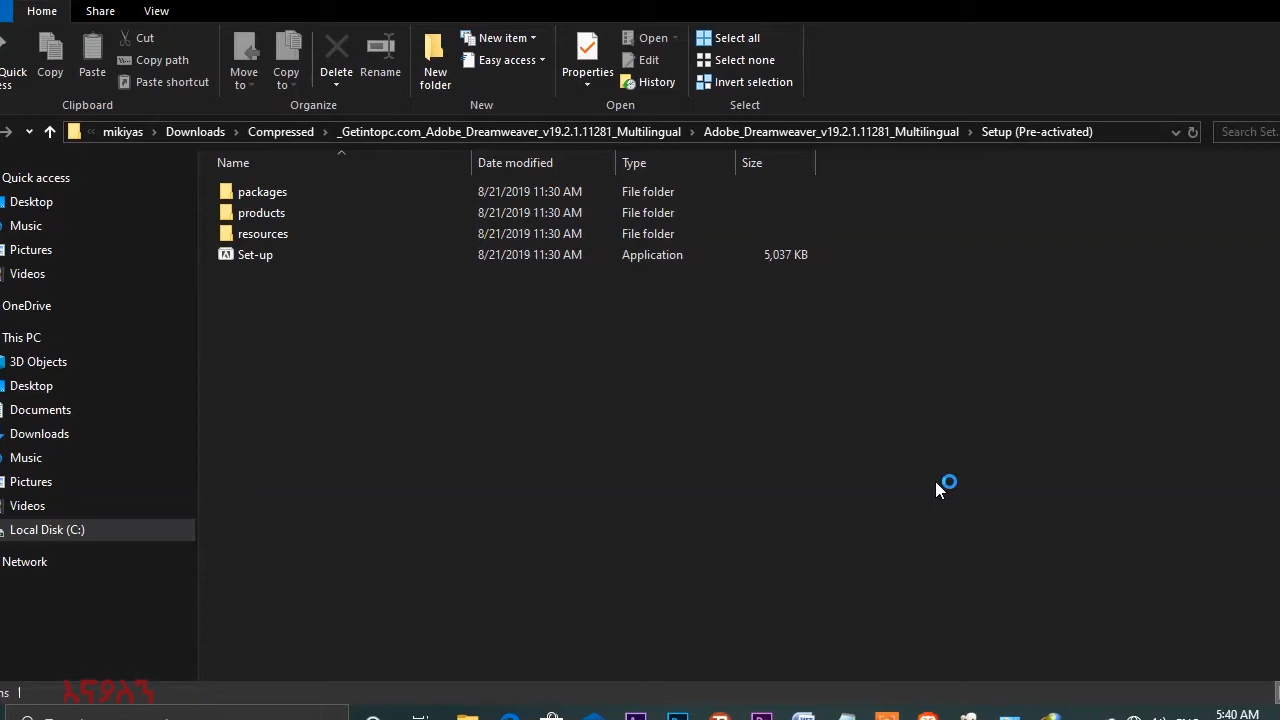 Home Share View
Cut
Copy path
Paste shortcut
Quick
ess
Copy
Paste
Clipboard
Move to
Copy to
Delete
Rename
Organize
New folder
New item
Easy access
New
Properties
Open
Edit
History
Open
Select all
Select none
Invert selection
Select
mikiyas Downloads Compressed _Getintopc.com_Adobe_Dreamweaver_v19.2.1.11281_Multilingual Adobe_Dreamweaver_v19.2.1.11281_Multilingual Setup (Pre-activated)
Search Set
Name Date modified Type Size
packages 8/21/2019 11:30 AM File folder
products 8/21/2019 11:30 AM File folder
resources 8/21/2019 11:30 AM File folder
Set-up 8/21/2019 11:30 AM Application 5,037 KB
Quick access
Desktop
Music
Pictures
Videos
OneDrive
This PC
3D Objects
Desktop
Documents
Downloads
Music
Pictures
Videos
Local Disk (C:)
Network
ns
5:40 AM